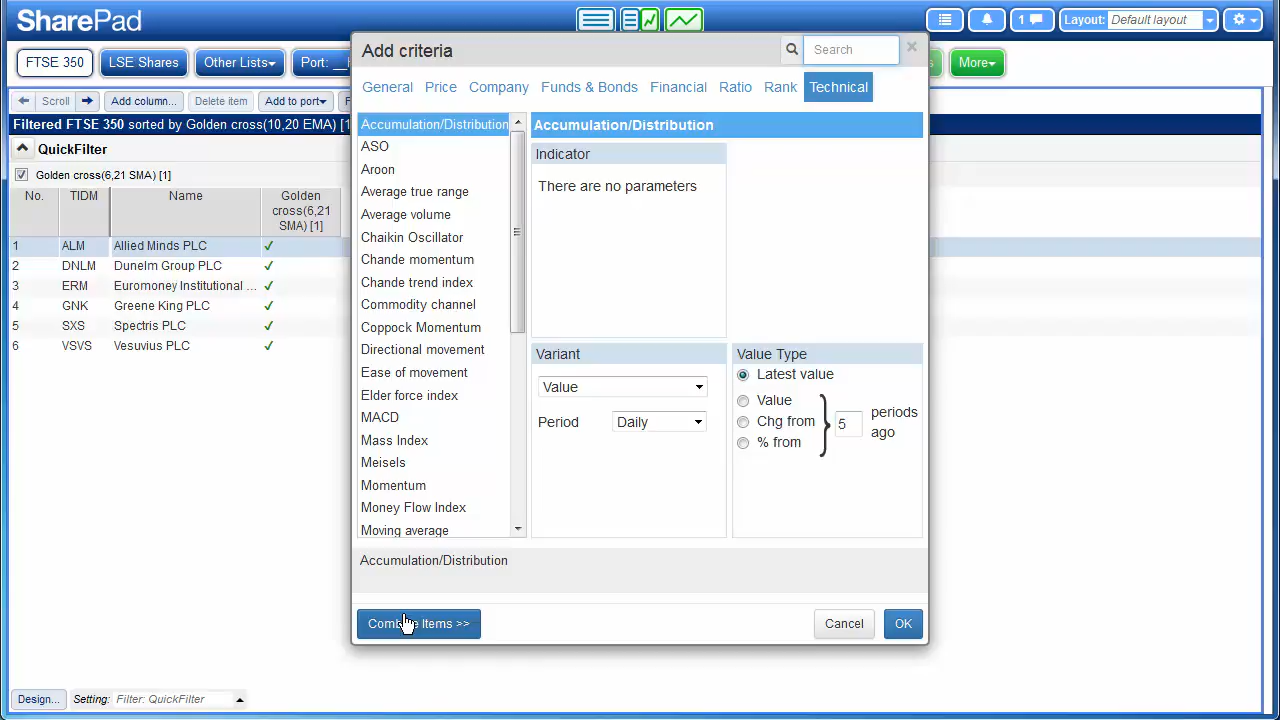 SharePad
1
Layout:
Default layout
FTSE 350
LSE Shares
Other Lists
More
Scroll
Add column...
Delete item
Add to port
Filtered FTSE 350 sorted by Golden cross(10,20 EMA) [1
QuickFilter
Golden cross(6,21 SMA) [1]
No.
TIDM
Name
Golden
cross(6,21
SMA) [1]
1 ALM Allied Minds PLC ✓
2 DNLM Dunelm Group PLC ✓
3 ERM Euromoney Institutional ... ✓
4 GNK Greene King PLC ✓
5 SXS Spectris PLC ✓
6 VSVS Vesuvius PLC ✓
Design...
Setting:
Filter: QuickFilter
Add criteria
Search
General
Price
Company
Funds & Bonds
Financial
Ratio
Rank
Technical
Accumulation/Distribution
ASO
Aroon
Average true range
Average volume
Chaikin Oscillator
Chande momentum
Chande trend index
Commodity channel
Coppock Momentum
Directional movement
Ease of movement
Elder force index
MACD
Mass Index
Meisels
Momentum
Money Flow Index
Moving average
Accumulation/Distribution
Indicator
There are no parameters
Variant
Value
Period
Daily
Value Type
Latest value
Value
Chg from
% from
5
periods
ago
Accumulation/Distribution
Items >>
Cancel
OK